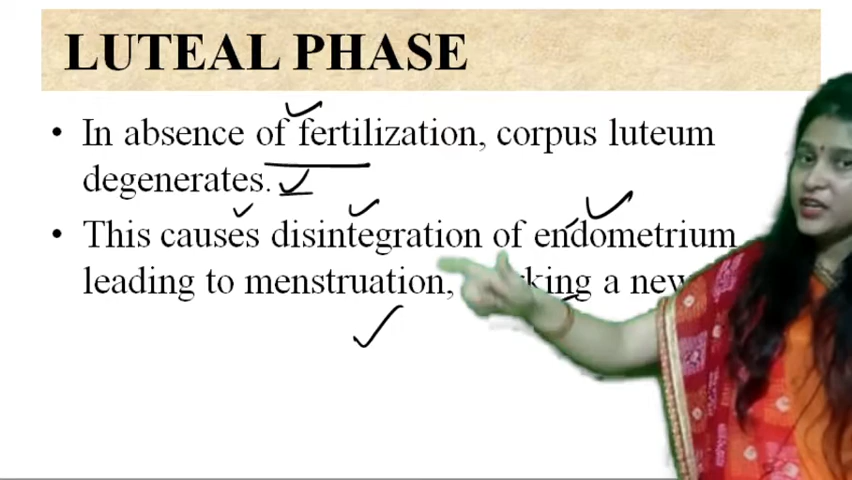 LUTEAL PHASE
• In absence of fertilization, corpus luteum
degenerates.
• This causes disintegration of endometrium
leading to menstruation, a new